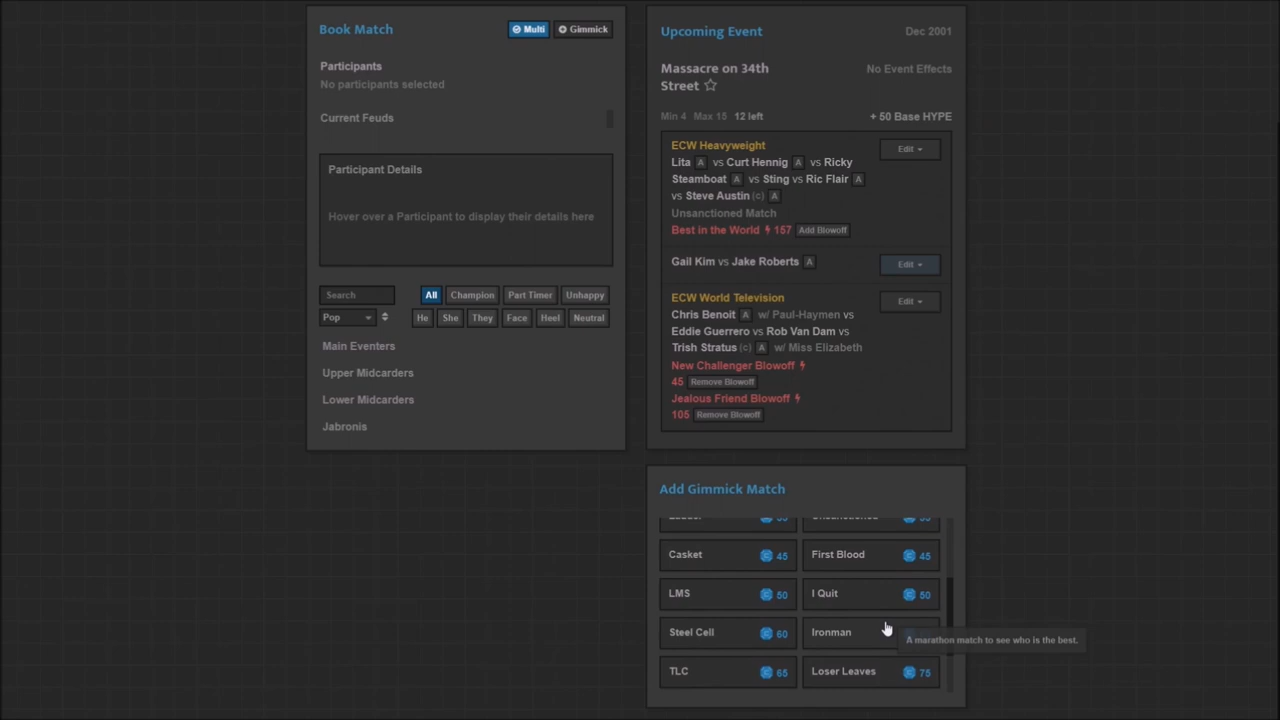 Book Match
Multi
Gimmick
Participants
No participants selected
Current Feuds
Participant Details
Hover over a Participant to display their details here
Search
All
Champion
Part Timer
Unhappy
Pop
He
She
They
Face
Heel
Neutral
Main Eventers
Upper Midcarders
Lower Midcarders
Jabronis
Upcoming Event
Dec 2001
Massacre on 34th
Street
No Event Effects
Min 4 Max 15 12 left
+ 50 Base HYPE
ECW Heavyweight
Edit
Lita A vs Curt Hennig A vs Ricky
Steamboat A vs Sting vs Ric Flair A
vs Steve Austin (c) A
Unsanctioned Match
Best in the World 157 Add Blowoff
Gail Kim vs Jake Roberts A
Edit
ECW World Television
Edit
Chris Benoit A w/ Paul-Haymen vs
Eddie Guerrero vs Rob Van Dam vs
Trish Stratus (c) A w/ Miss Elizabeth
New Challenger Blowoff
45 Remove Blowoff
Jealous Friend Blowoff
105 Remove Blowoff
Add Gimmick Match
Casket C 45
First Blood C 45
LMS C 50
I Quit C 50
Steel Cell C 60
Ironman
A marathon match to see who is the best.
TLC C 65
Loser Leaves C 75